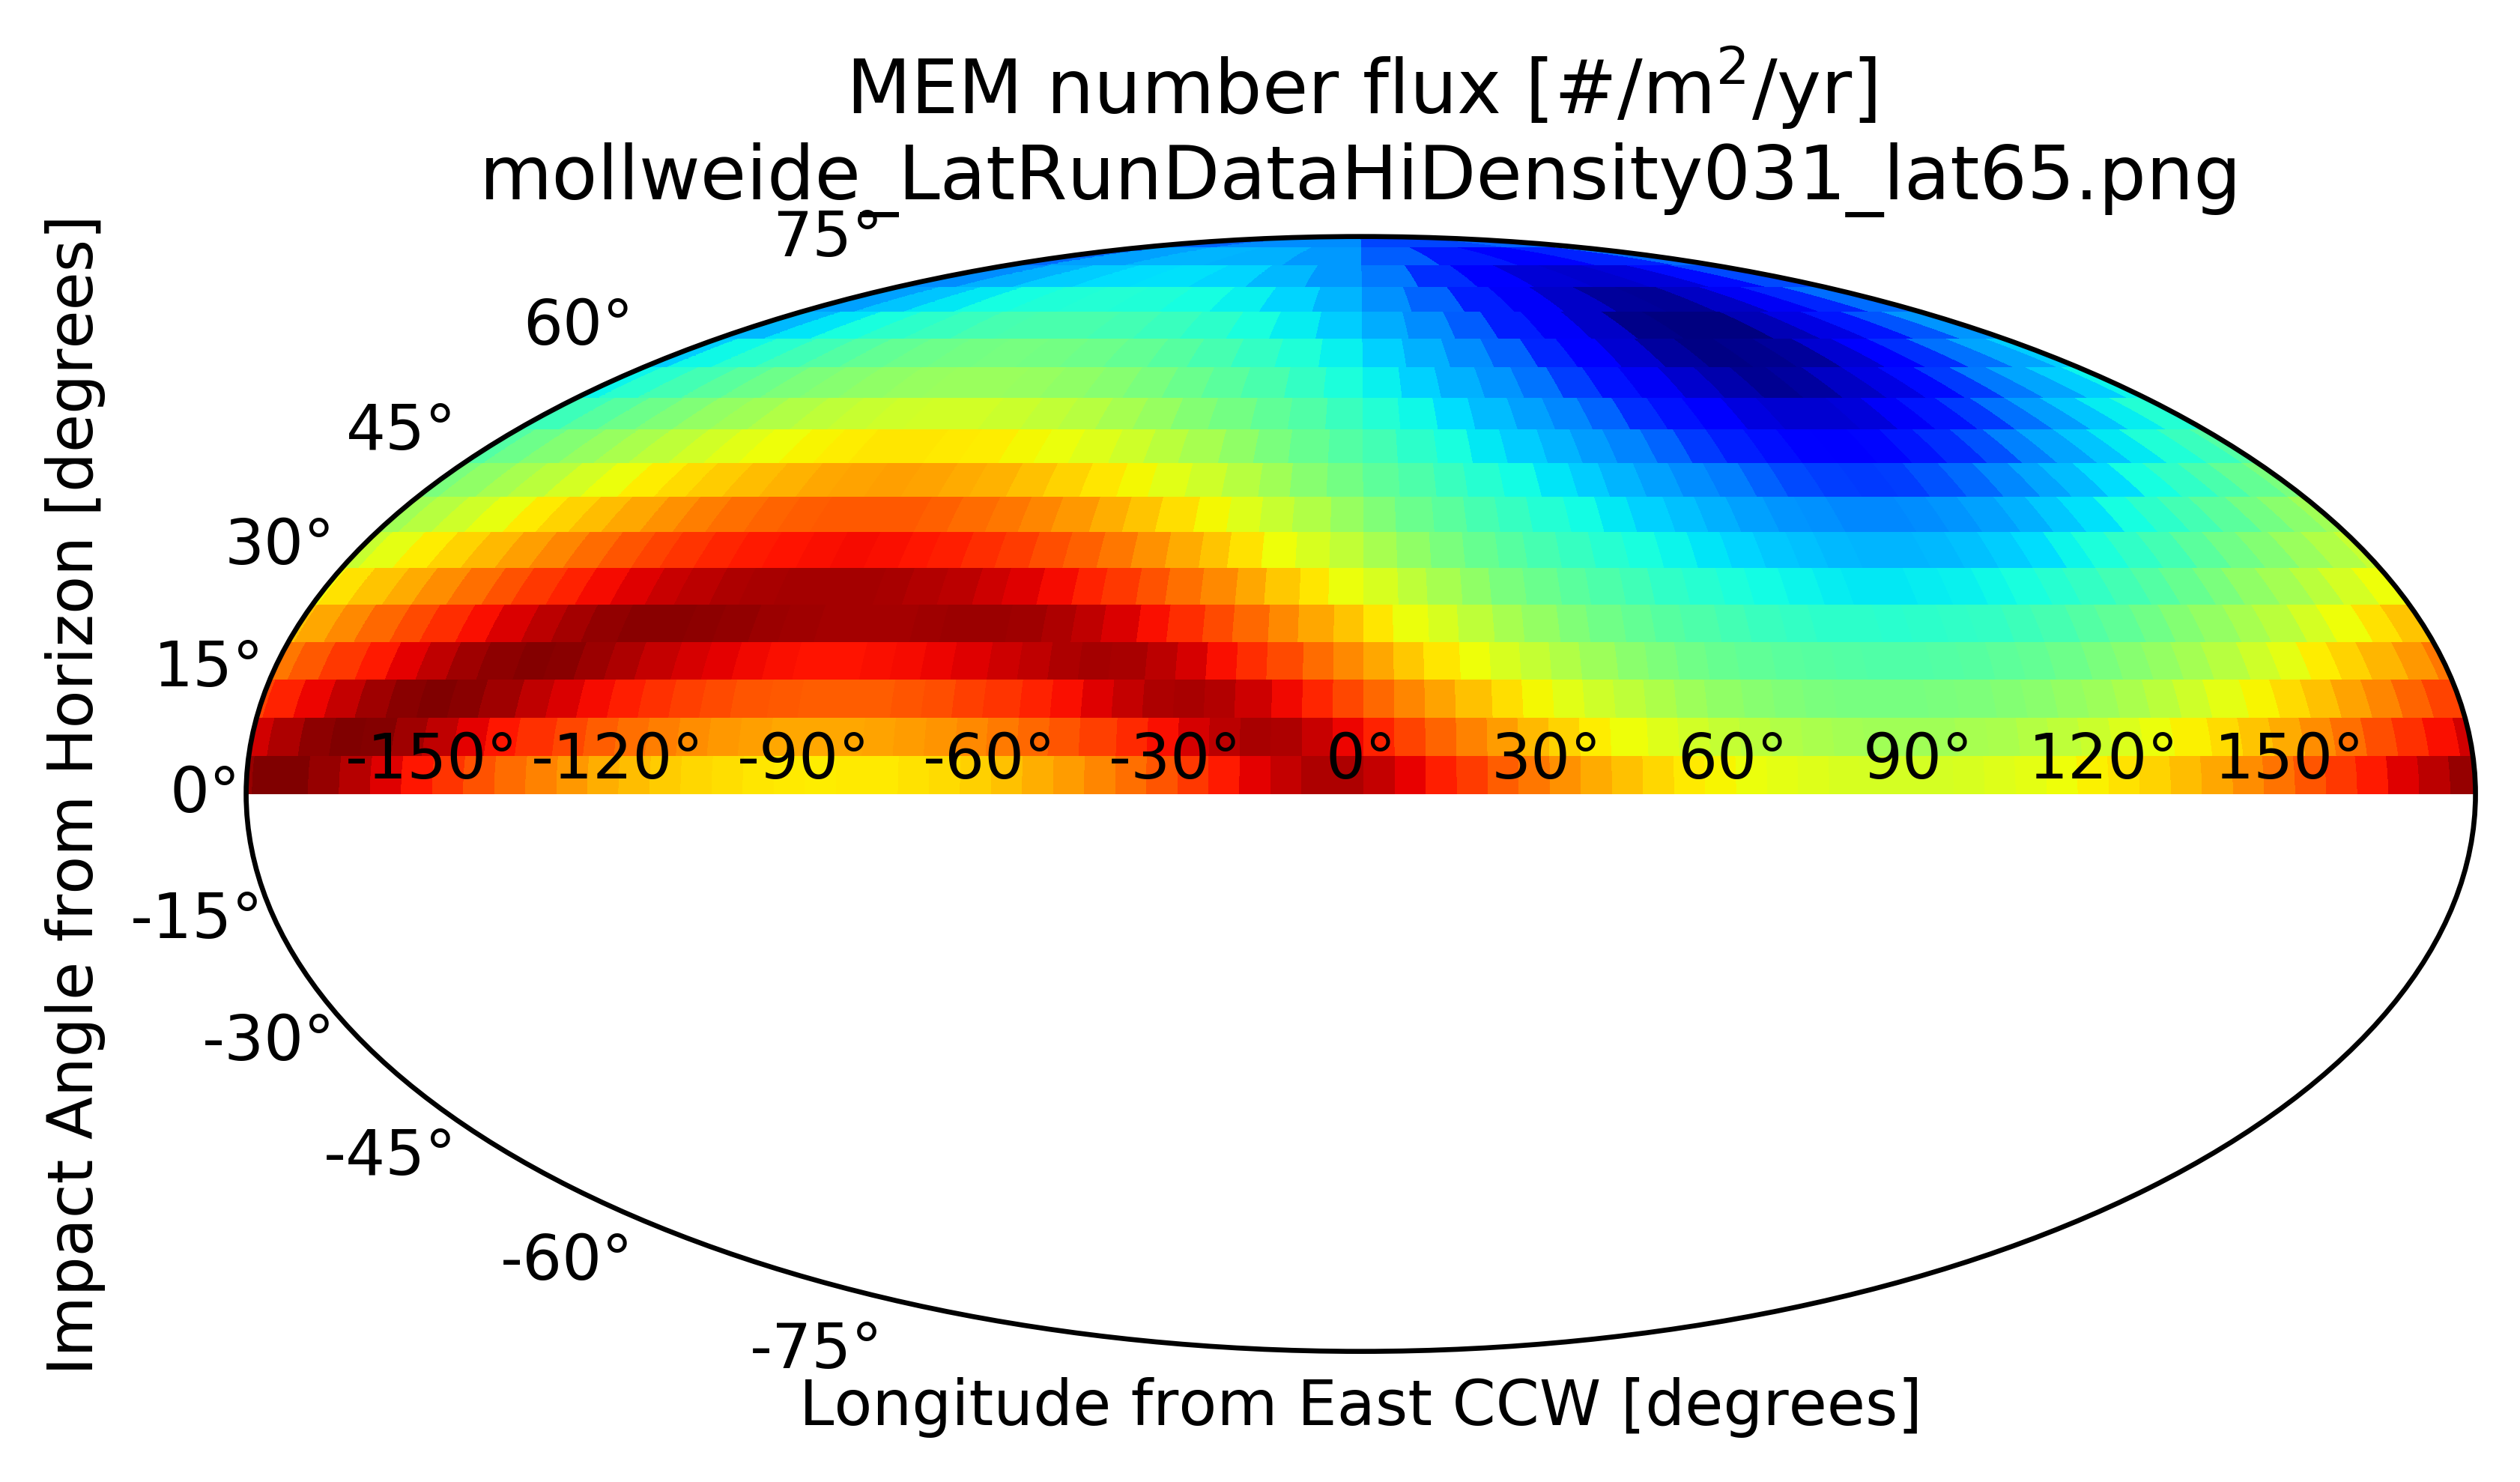 MEM number flux [#/m²/yr]
mollweide_LatRunDataHiDensity031_lat65.png
Impact Angle from Horizon [degrees]
75°
60°
45°
30°
15°
0°
-15°
-30°
-45°
-60°
-75°
-150° -120° -90° -60° -30° 0° 30° 60° 90° 120° 150°
Longitude from East CCW [degrees]